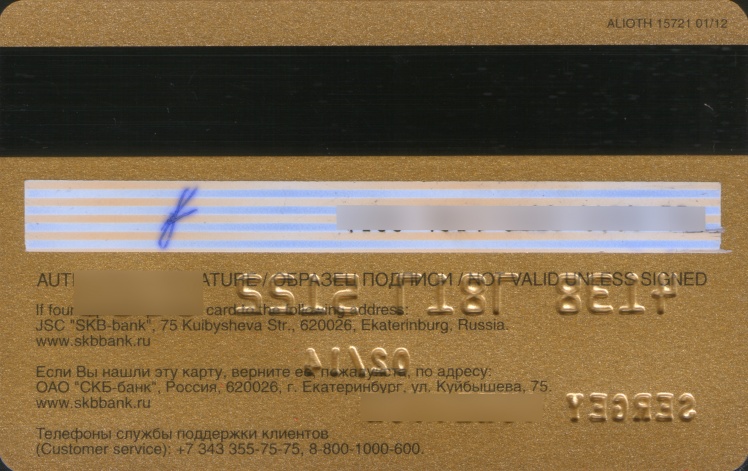 ALIOTH 15721 01/12
ATURE / ОБРАЗЕЦ ПОДПИСИ / NOT VALID UNLESS SIGNED
card to the following address:
JSC "SKB-bank", 75 Kuibysheva Str., 620026, Ekaterinburg, Russia.
www.skbbank.ru
Если Вы нашли эту карту, верните её пожалуйста, по адресу:
ОАО "СКБ-банк", Россия, 620026, г. Екатеринбург, ул. Куйбышева, 75.
www.skbbank.ru
SERGEY
Телефоны службы поддержки клиентов
(Customer service): +7 343 355-75-75, 8-800-1000-600.